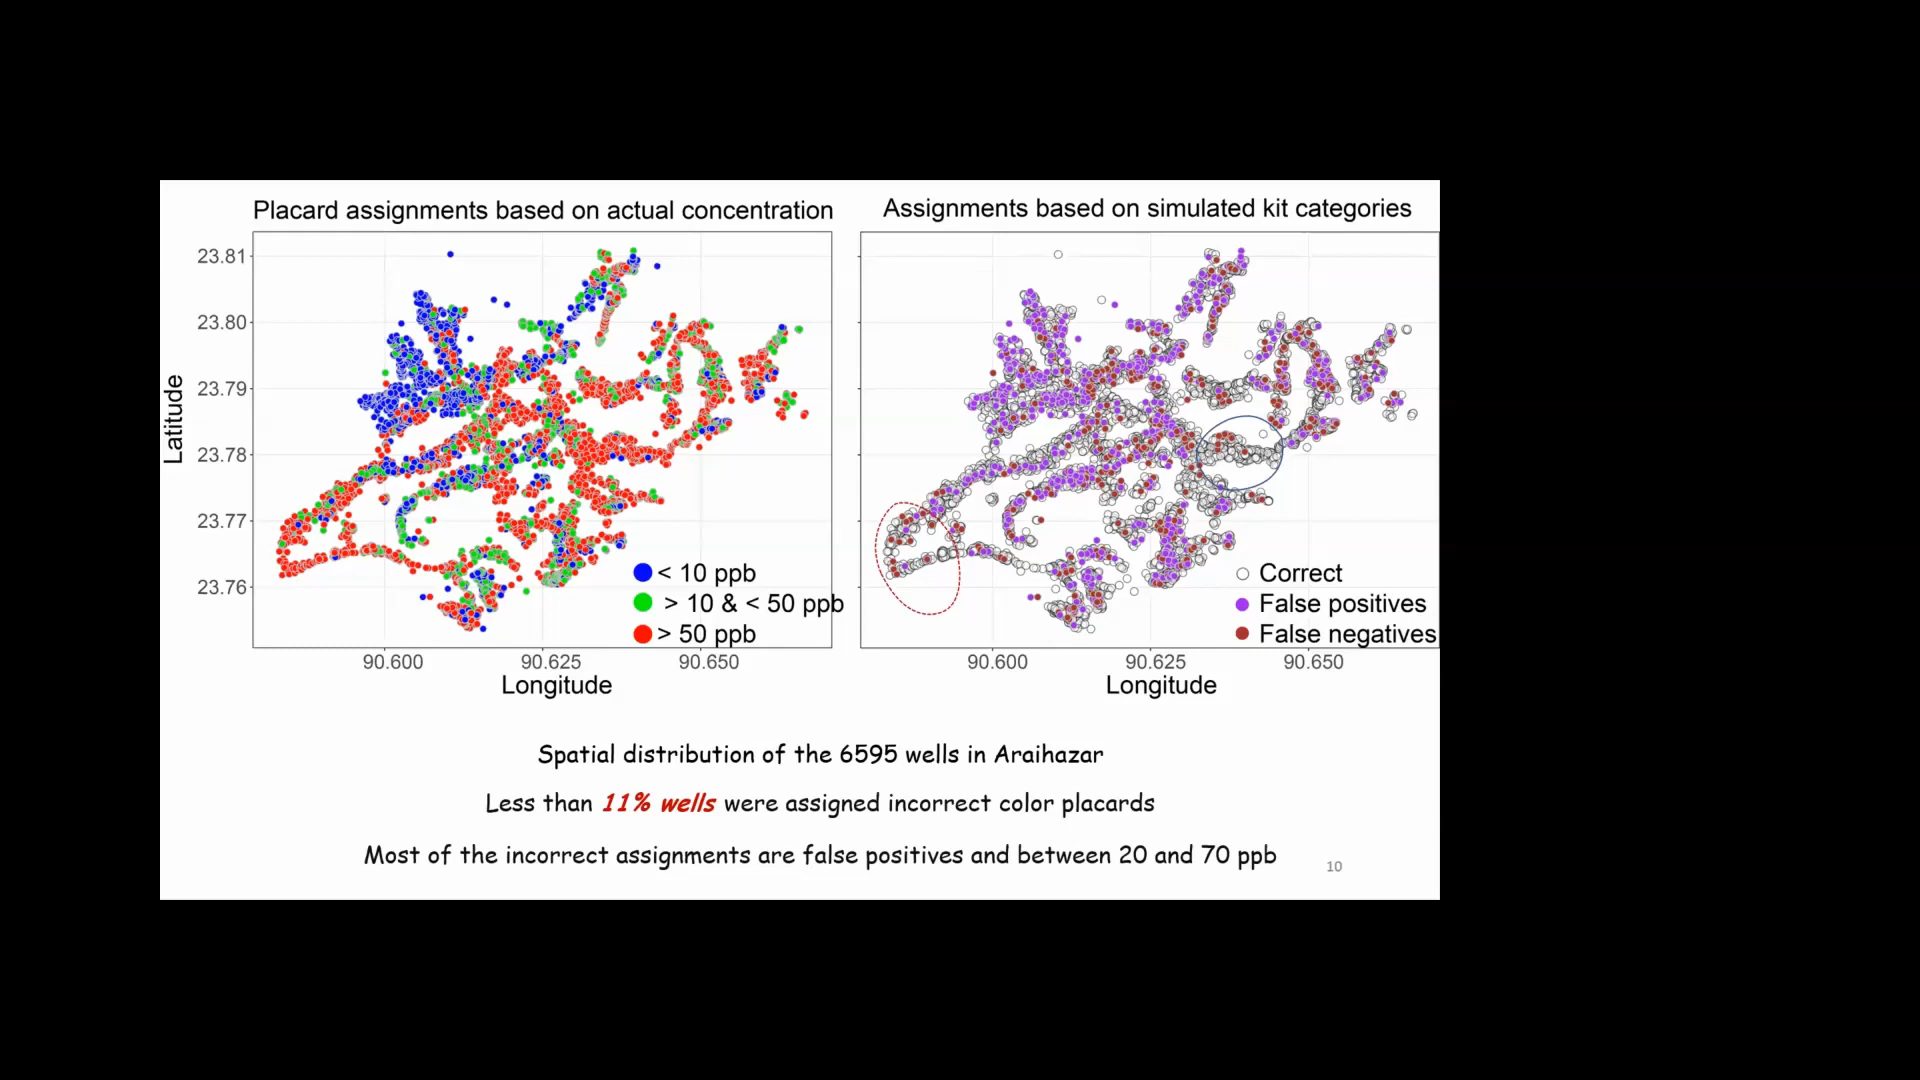 Placard assignments based on actual concentration
Assignments based on simulated kit categories
Latitude
23.81
23.80
23.79
23.78
23.77
23.76
< 10 ppb
> 10 & < 50 ppb
> 50 ppb
90.600
90.625
90.650
Longitude
Correct
False positives
False negatives
90.600
90.625
90.650
Longitude
Spatial distribution of the 6595 wells in Araihazar
Less than 11% wells were assigned incorrect color placards
Most of the incorrect assignments are false positives and between 20 and 70 ppb
10